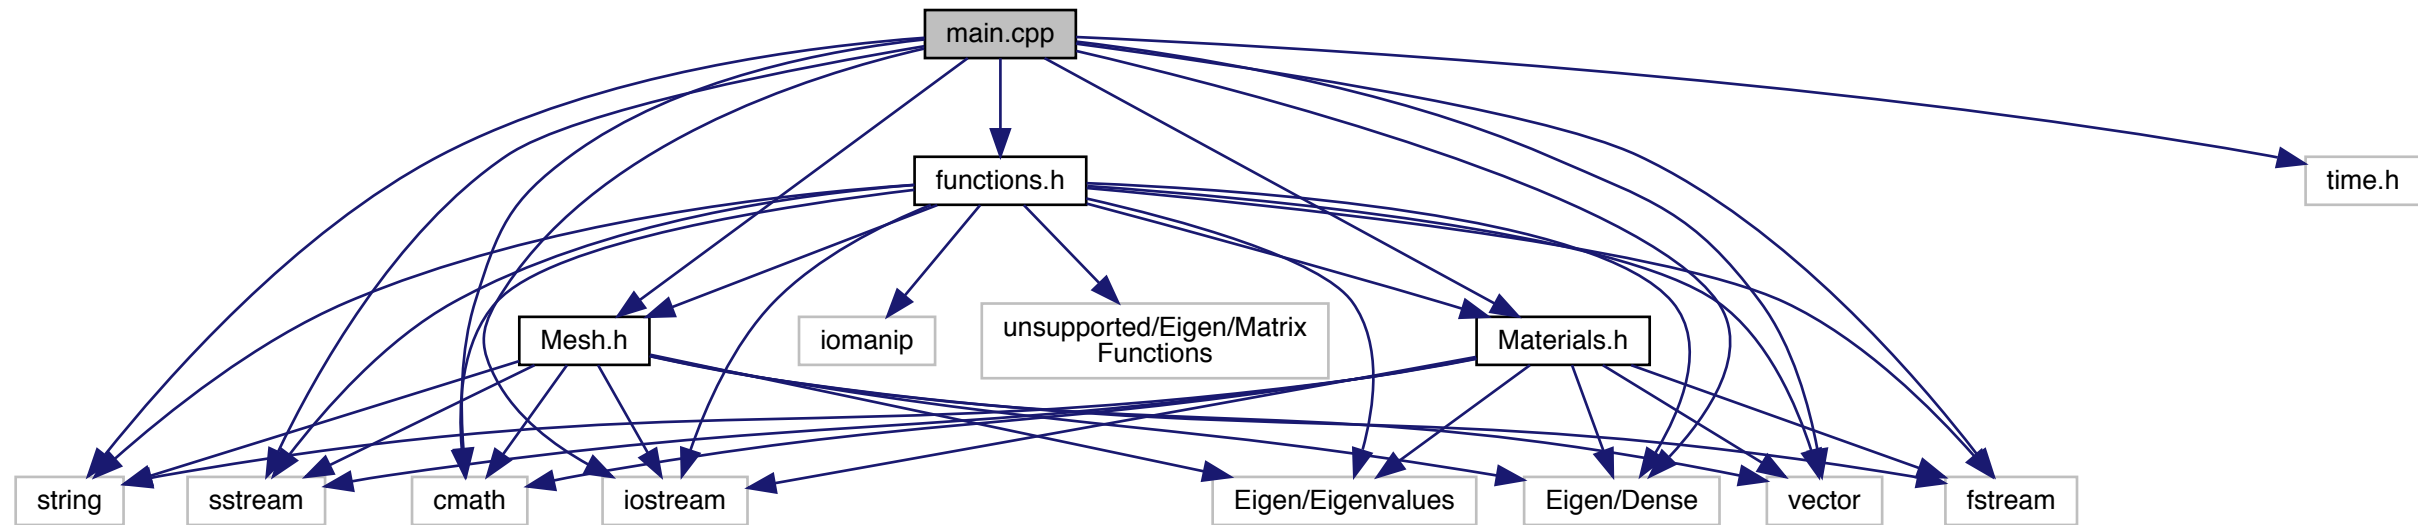 main.cpp
functions.h
time.h
Mesh.h
iomanip
unsupported/Eigen/Matrix
Functions
Materials.h
string
sstream
cmath
iostream
Eigen/Eigenvalues
Eigen/Dense
vector
fstream